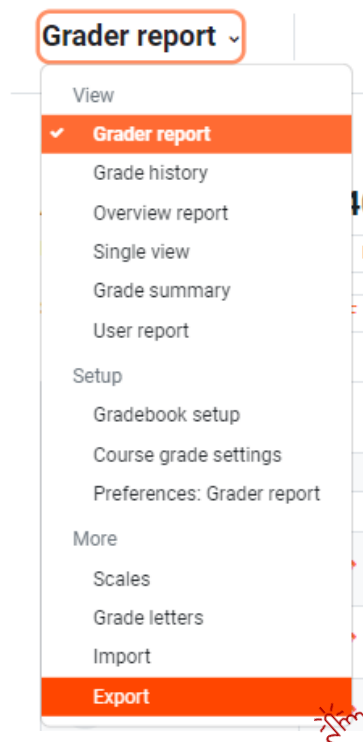 Grader report
View
Grader report
Grade history
Overview report
Single view
Grade summary
User report
Setup
Gradebook setup
Course grade settings
Preferences: Grader report
More
Scales
Grade letters
Import
Export